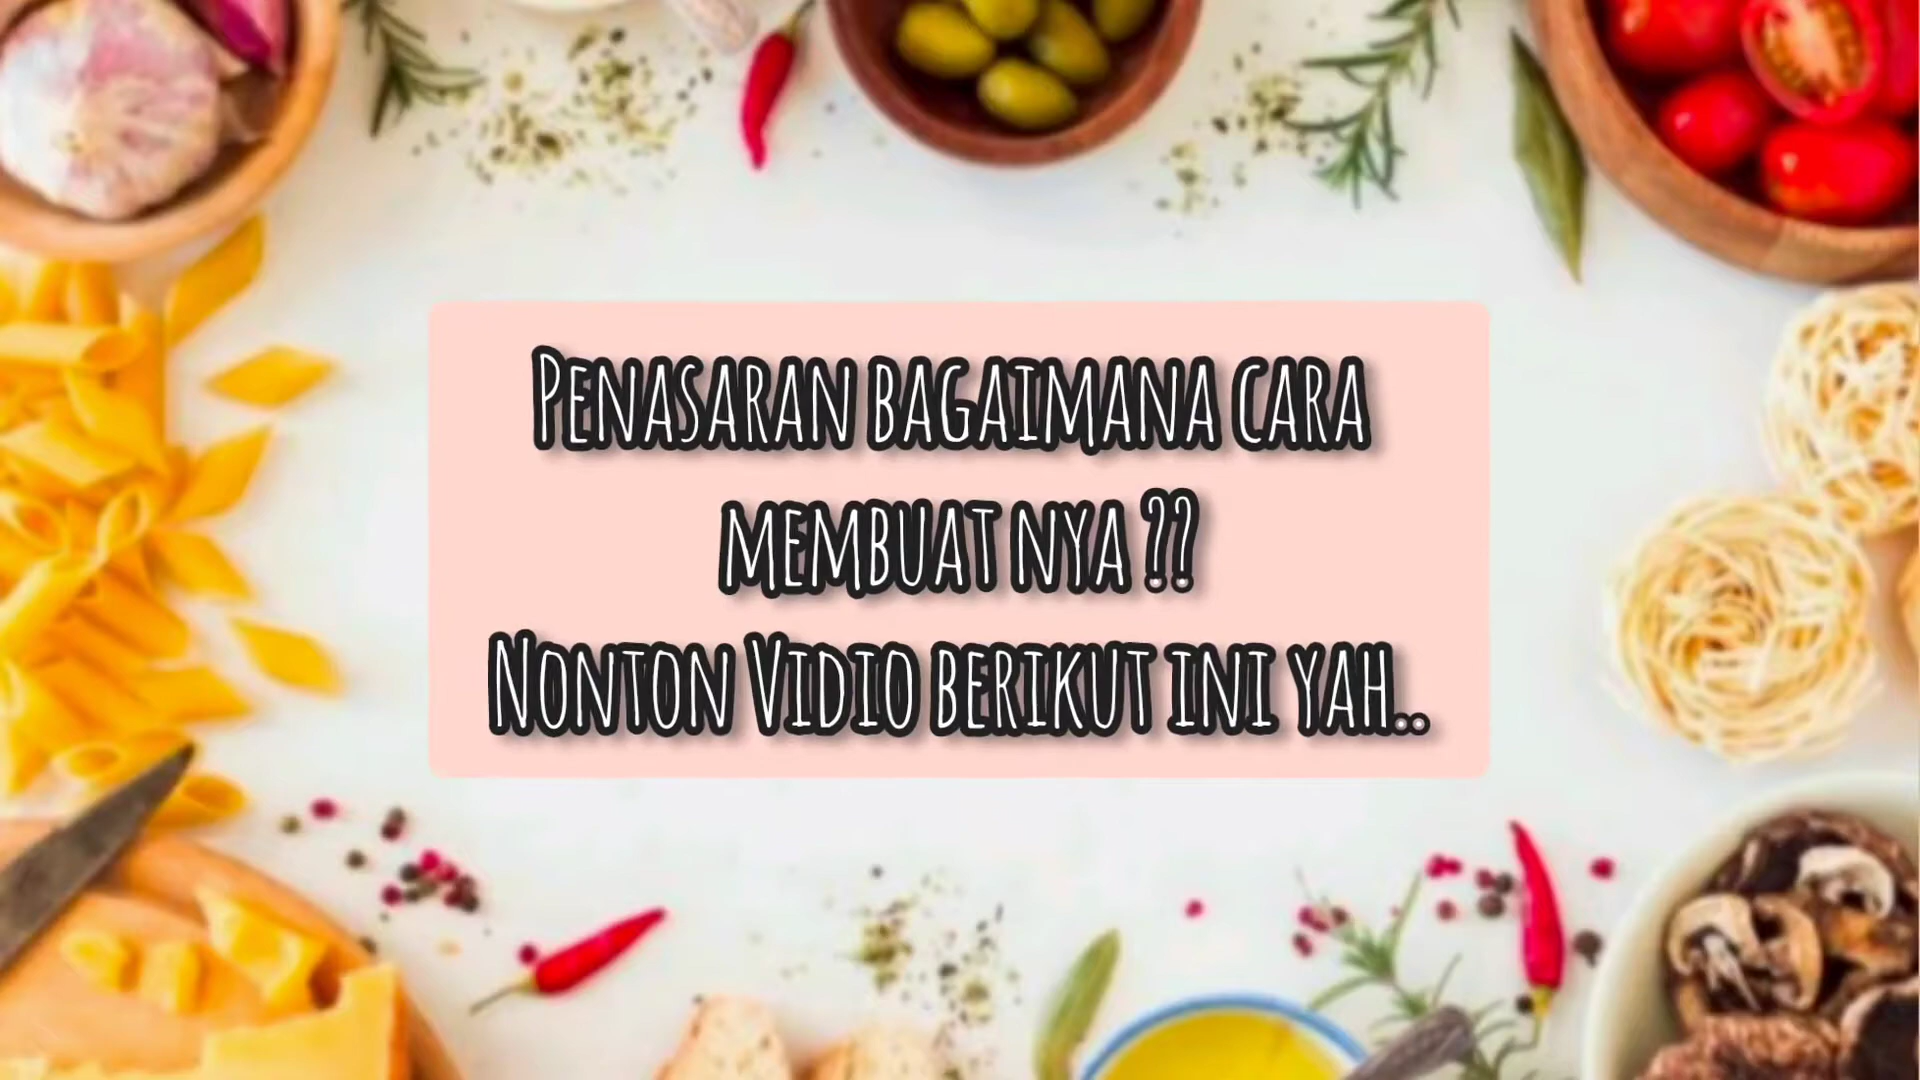 Penasaran bagaimana cara
membuat nya ??
Nonton Vidio berikut ini yah..